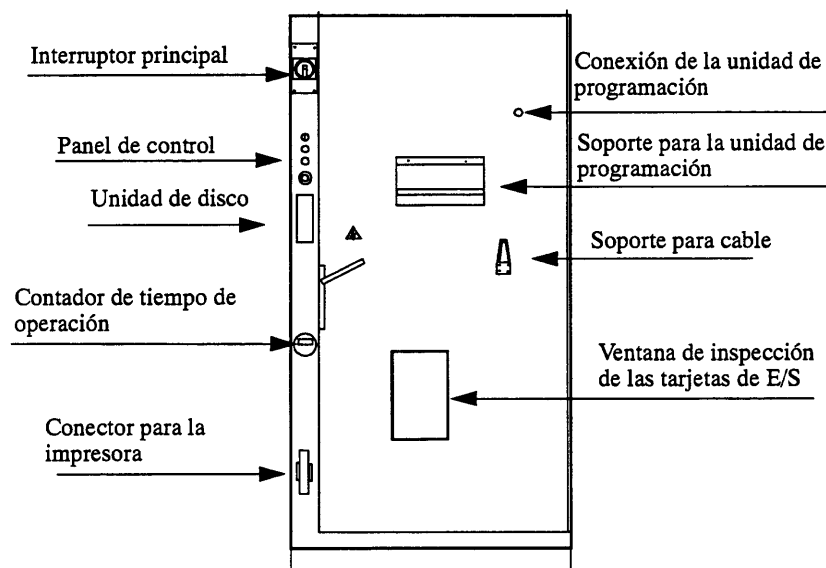 Interruptor principal
Panel de control
Unidad de disco
Contador de tiempo de
operación
Conector para la
impresora
Conexión de la unidad de
programación
Soporte para la unidad de
programación
Soporte para cable
Ventana de inspección
de las tarjetas de E/S